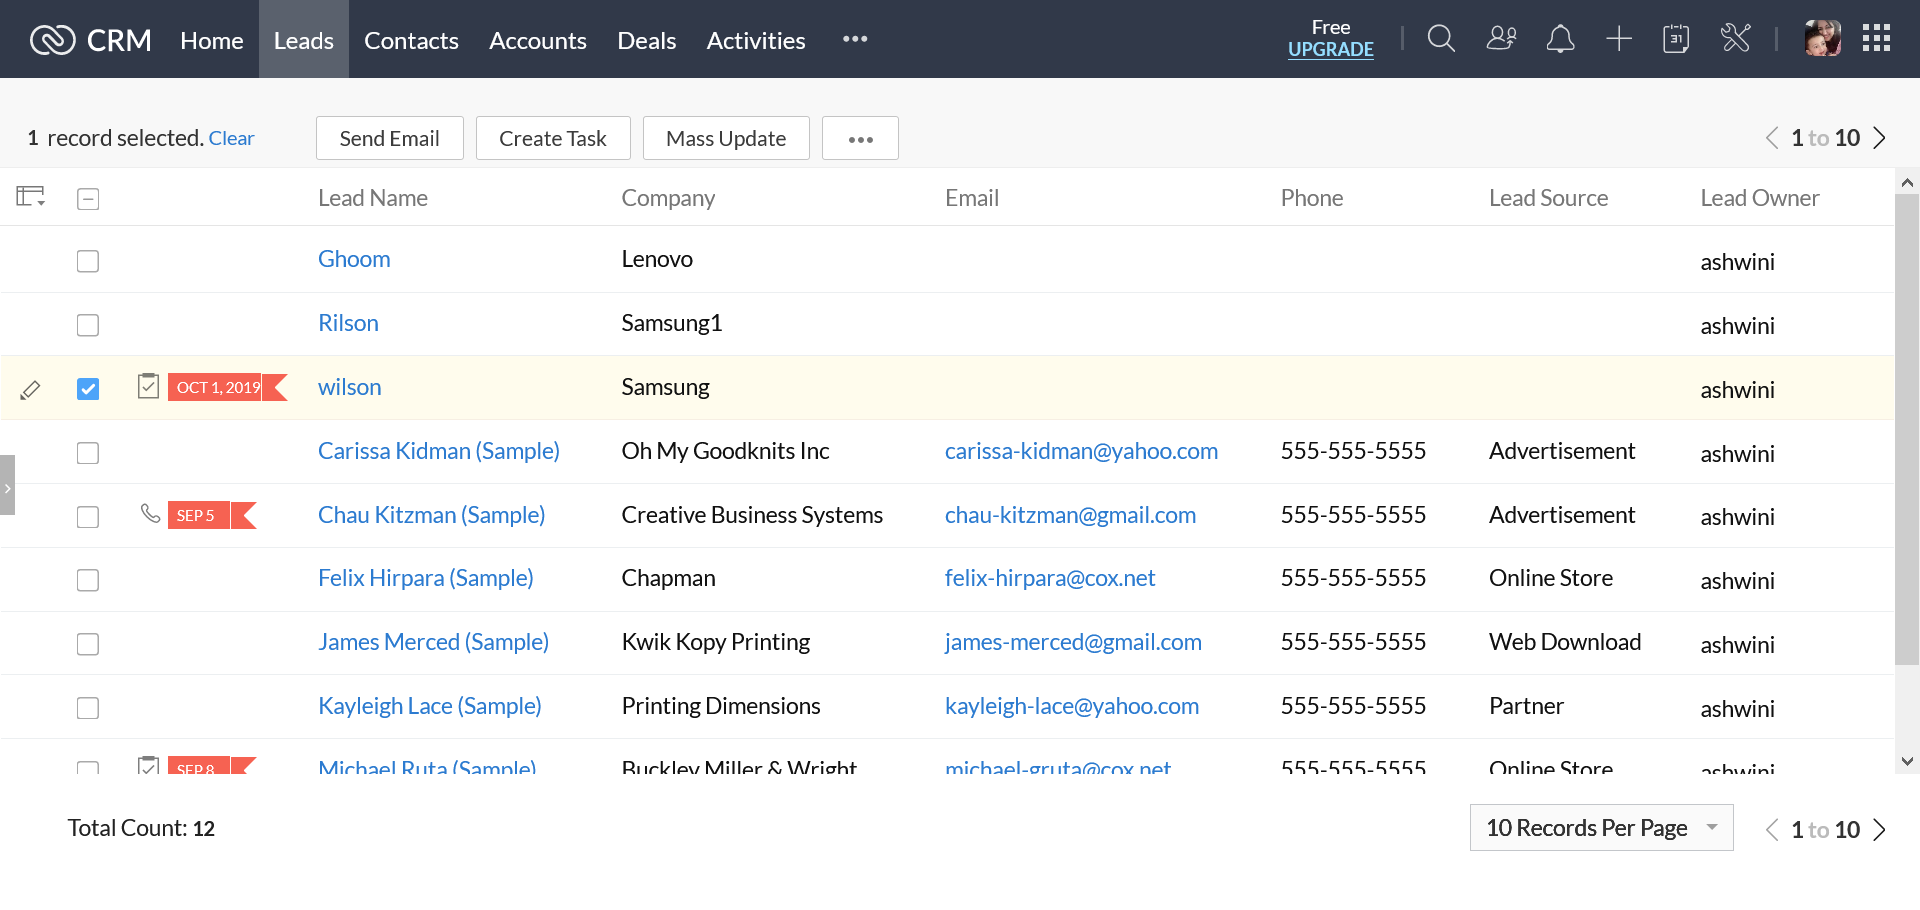 CRM Home Leads Contacts Accounts Deals Activities ••• Free
UPGRADE
31
1 record selected. Clear Send Email Create Task Mass Update ••• 1 to 10
Lead Name Company Email Phone Lead Source Lead Owner
Ghoom Lenovo ashwini
Rilson Samsung1 ashwini
OCT 1, 2019 wilson Samsung ashwini
Carissa Kidman (Sample) Oh My Goodknits Inc carissa-kidman@yahoo.com 555-555-5555 Advertisement ashwini
SEP 5 Chau Kitzman (Sample) Creative Business Systems chau-kitzman@gmail.com 555-555-5555 Advertisement ashwini
Felix Hirpara (Sample) Chapman felix-hirpara@cox.net 555-555-5555 Online Store ashwini
James Merced (Sample) Kwik Kopy Printing james-merced@gmail.com 555-555-5555 Web Download ashwini
Kayleigh Lace (Sample) Printing Dimensions kayleigh-lace@yahoo.com 555-555-5555 Partner ashwini
SEP 8 Michael Ruta (Sample) Buckley Miller & Wright michael-gruta@cox.net 555-555-5555 Online Store ashwini
Total Count: 12 10 Records Per Page 1 to 10